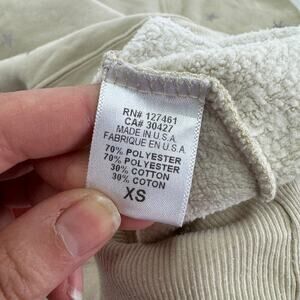 RN# 127461
CA# 30427
MADE IN U.S.A.
FABRIQUE EN U.S.A.
70% POLYESTER
70% POLYESTER
30% COTTON
30% COTON
XS